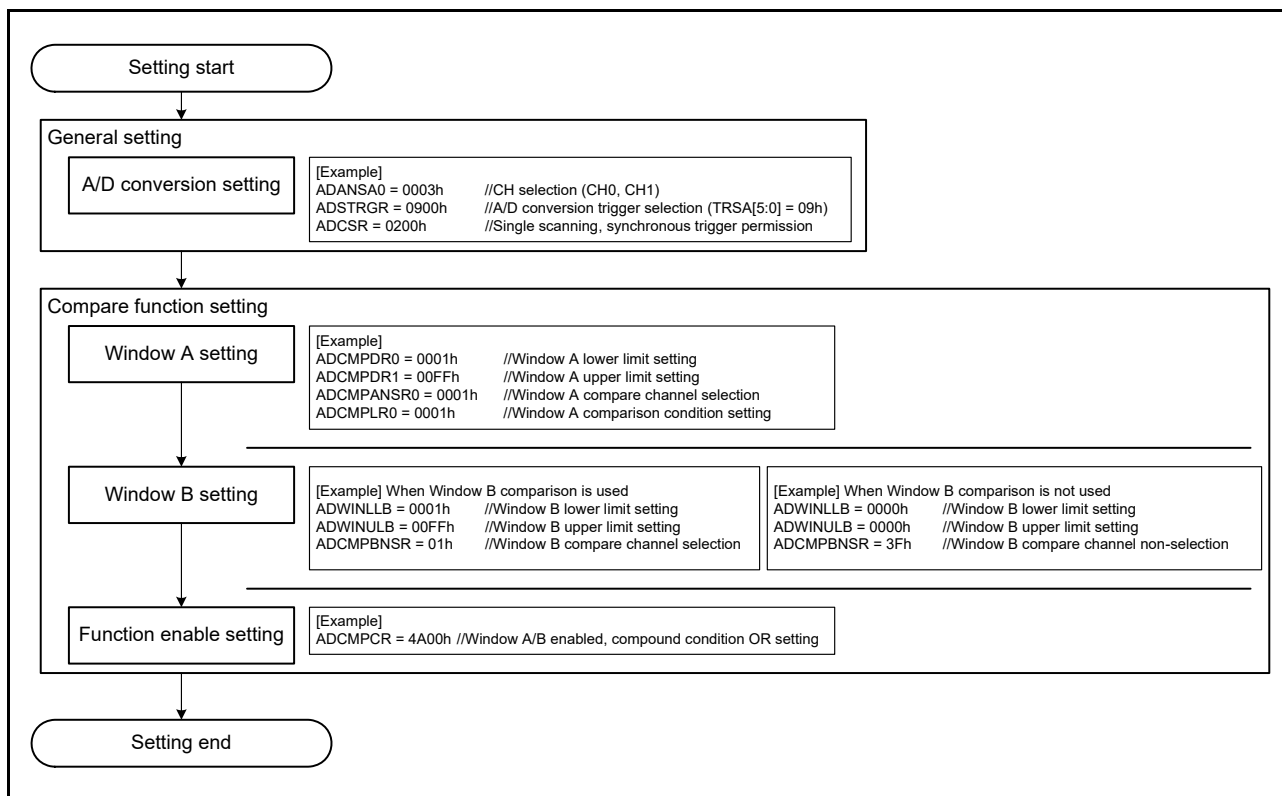 Setting start
General setting
A/D conversion setting
[Example]
ADANSA0 = 0003h //CH selection (CH0, CH1)
ADSTRGR = 0900h //A/D conversion trigger selection (TRSA[5:0] = 09h)
ADCSR = 0200h //Single scanning, synchronous trigger permission
Compare function setting
Window A setting
[Example]
ADCMPDR0 = 0001h //Window A lower limit setting
ADCMPDR1 = 00FFh //Window A upper limit setting
ADCMPANSR0 = 0001h //Window A compare channel selection
ADCMPLR0 = 0001h //Window A comparison condition setting
Window B setting
[Example] When Window B comparison is used
ADWINLLB = 0001h //Window B lower limit setting
ADWINULB = 00FFh //Window B upper limit setting
ADCMPBNSR = 01h //Window B compare channel selection
[Example] When Window B comparison is not used
ADWINLLB = 0000h //Window B lower limit setting
ADWINULB = 0000h //Window B upper limit setting
ADCMPBNSR = 3Fh //Window B compare channel non-selection
Function enable setting
[Example]
ADCMPCR = 4A00h //Window A/B enabled, compound condition OR setting
Setting end